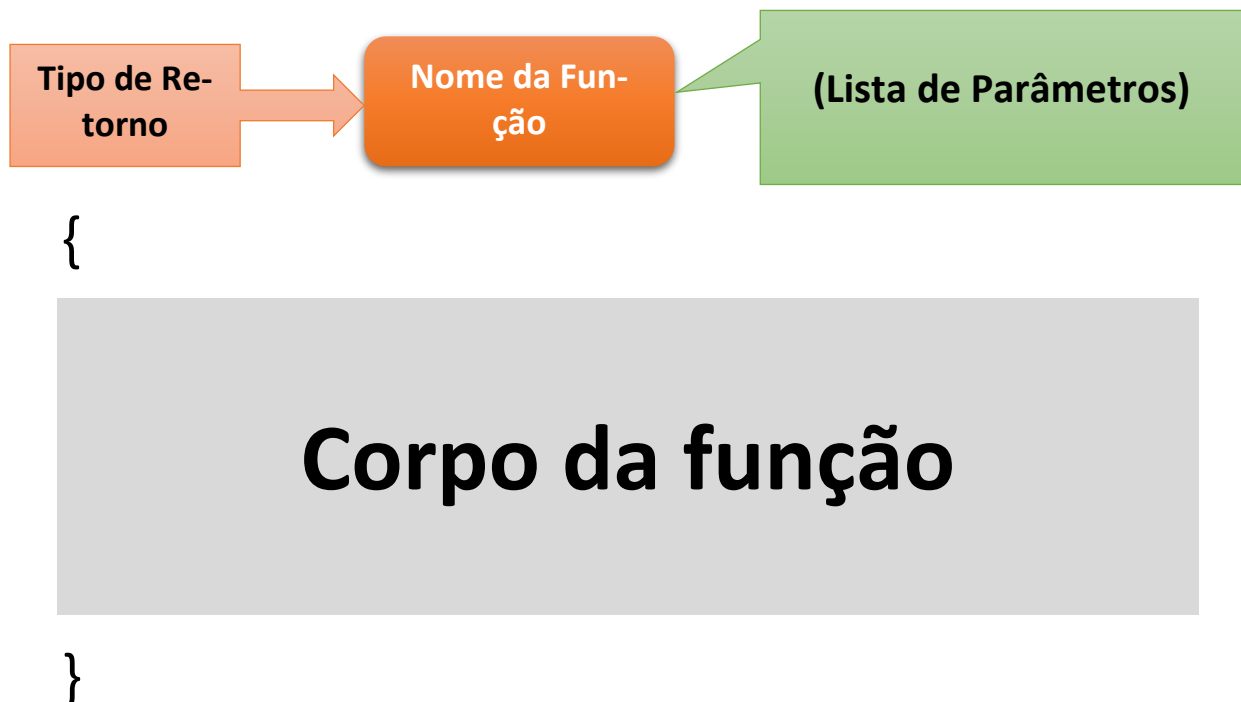 Tipo de Re-
torno
Nome da Fun-
ção
(Lista de Parâmetros)
{
Corpo da função
}